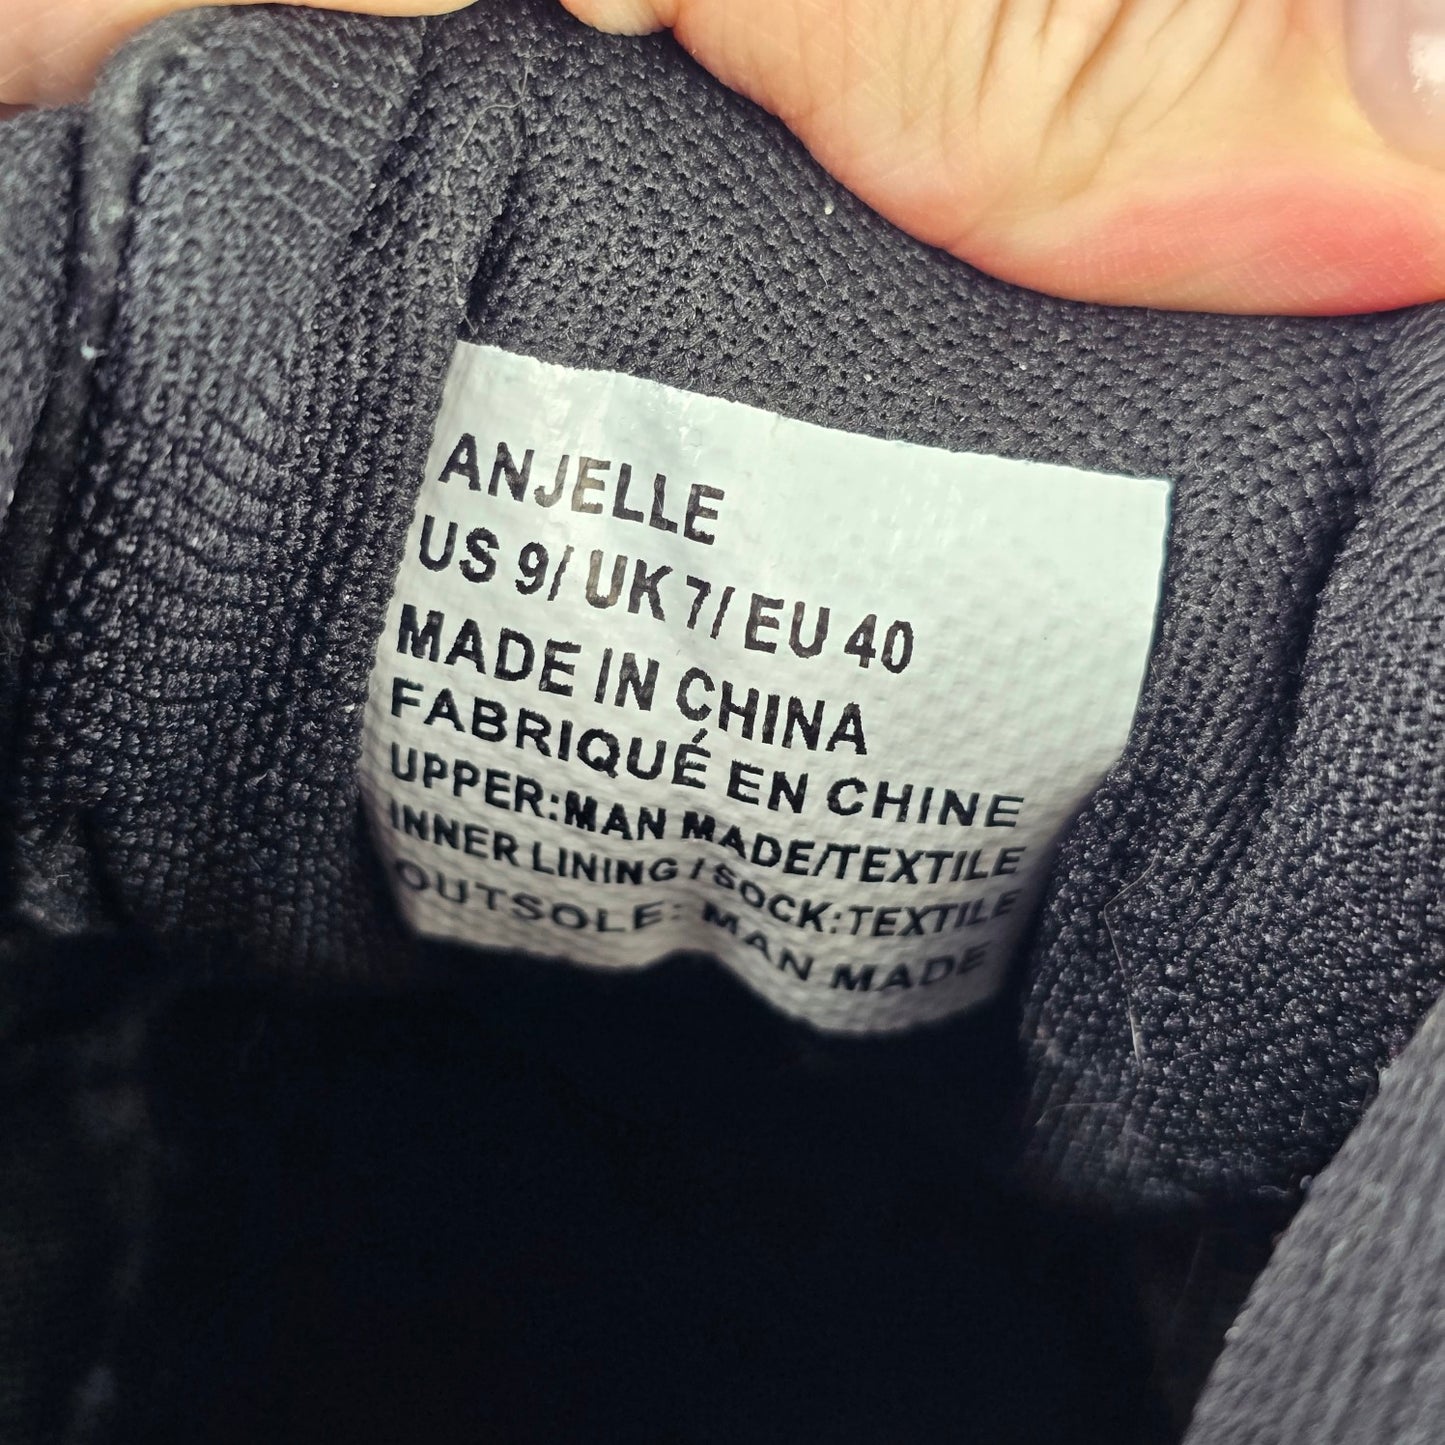 ANJELLE
US 9/ UK 7/ EU 40
MADE IN CHINA
FABRIQUÉ EN CHINE
UPPER:MAN MADE/TEXTILE
INNER LINING / SOCK:TEXTILE
OUTSOLE: MAN MADE